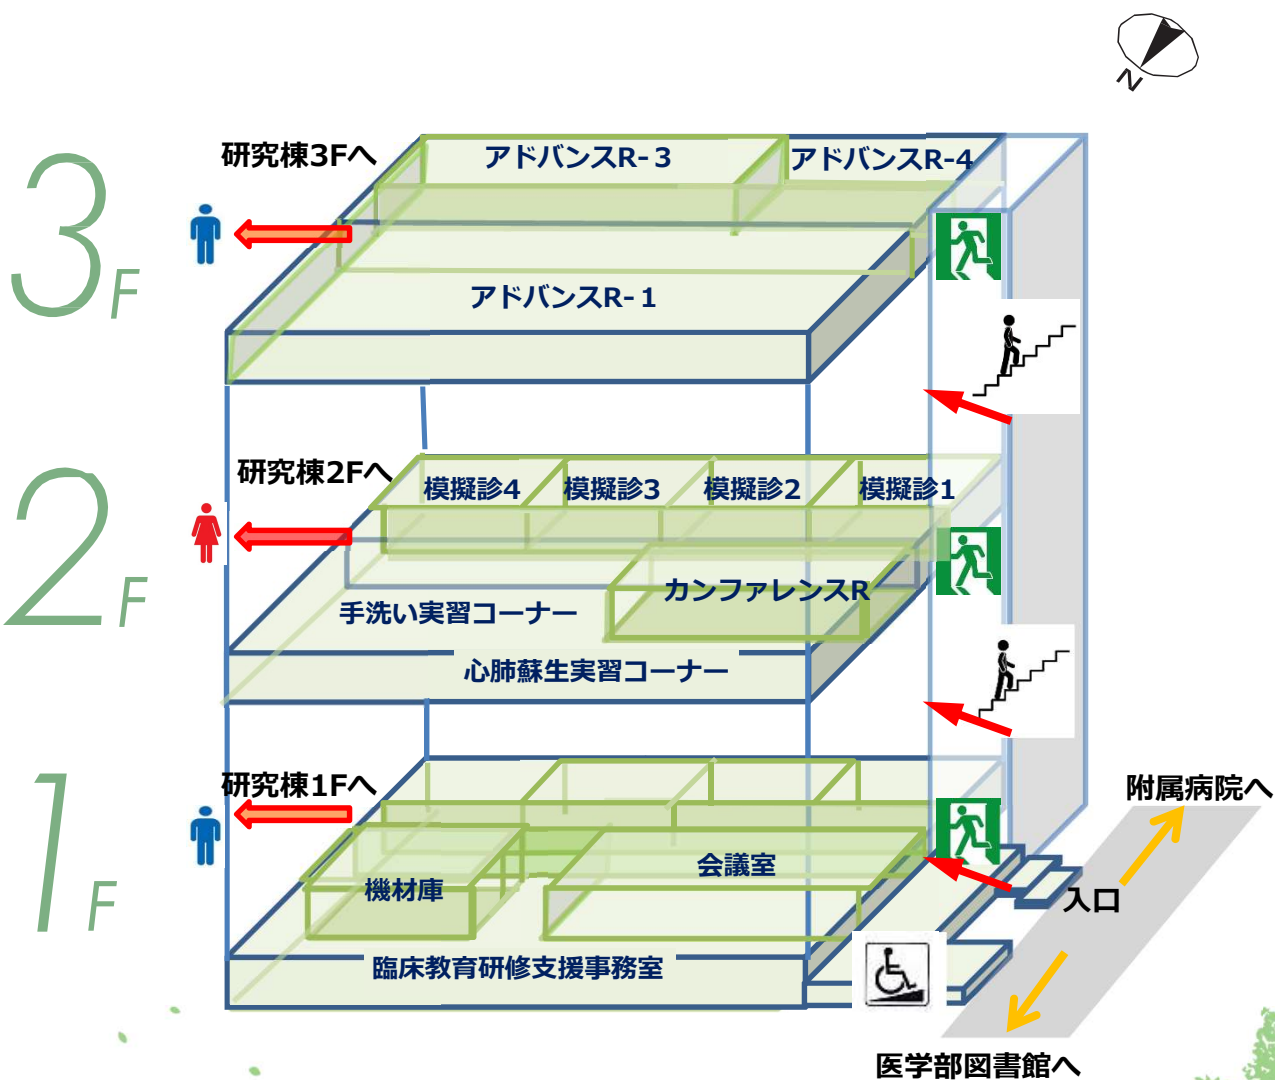 N
3F
研究棟3Fへ
アドバンスR-３
アドバンスR-4
アドバンスR-１
2F
研究棟2Fへ
模擬診4
模擬診3
模擬診2
模擬診1
カンファレンスR
手洗い実習コーナー
心肺蘇生実習コーナー
1F
研究棟1Fへ
会議室
機材庫
臨床教育研修支援事務室
附属病院へ
入口
医学部図書館へ